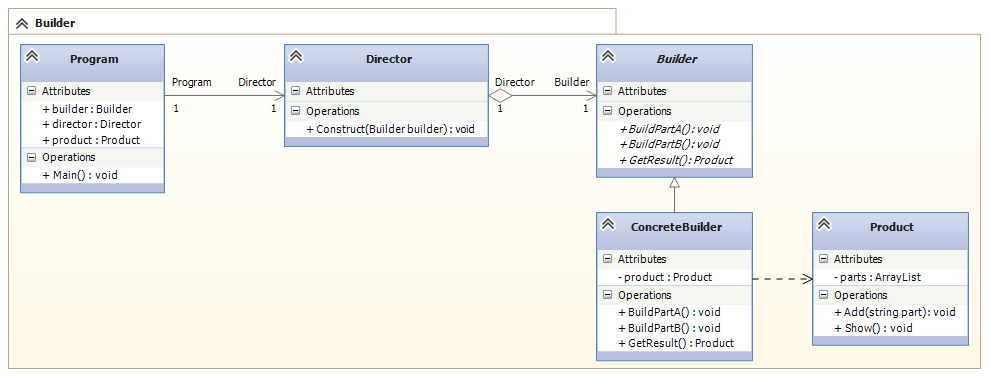 Builder
Program
Attributes
+ builder : Builder
+ director : Director
+ product : Product
Operations
+ Main() : void
Program
Director
1
1
Director
Attributes
Operations
+ Construct(Builder builder) : void
Director
Builder
1
1
Builder
Attributes
Operations
+ BuildPartA() : void
+ BuildPartB() : void
+ GetResult() : Product
ConcreteBuilder
Attributes
- product : Product
Operations
+ BuildPartA() : void
+ BuildPartB() : void
+ GetResult() : Product
Product
Attributes
- parts : ArrayList
Operations
+ Add(string part) : void
+ Show() : void